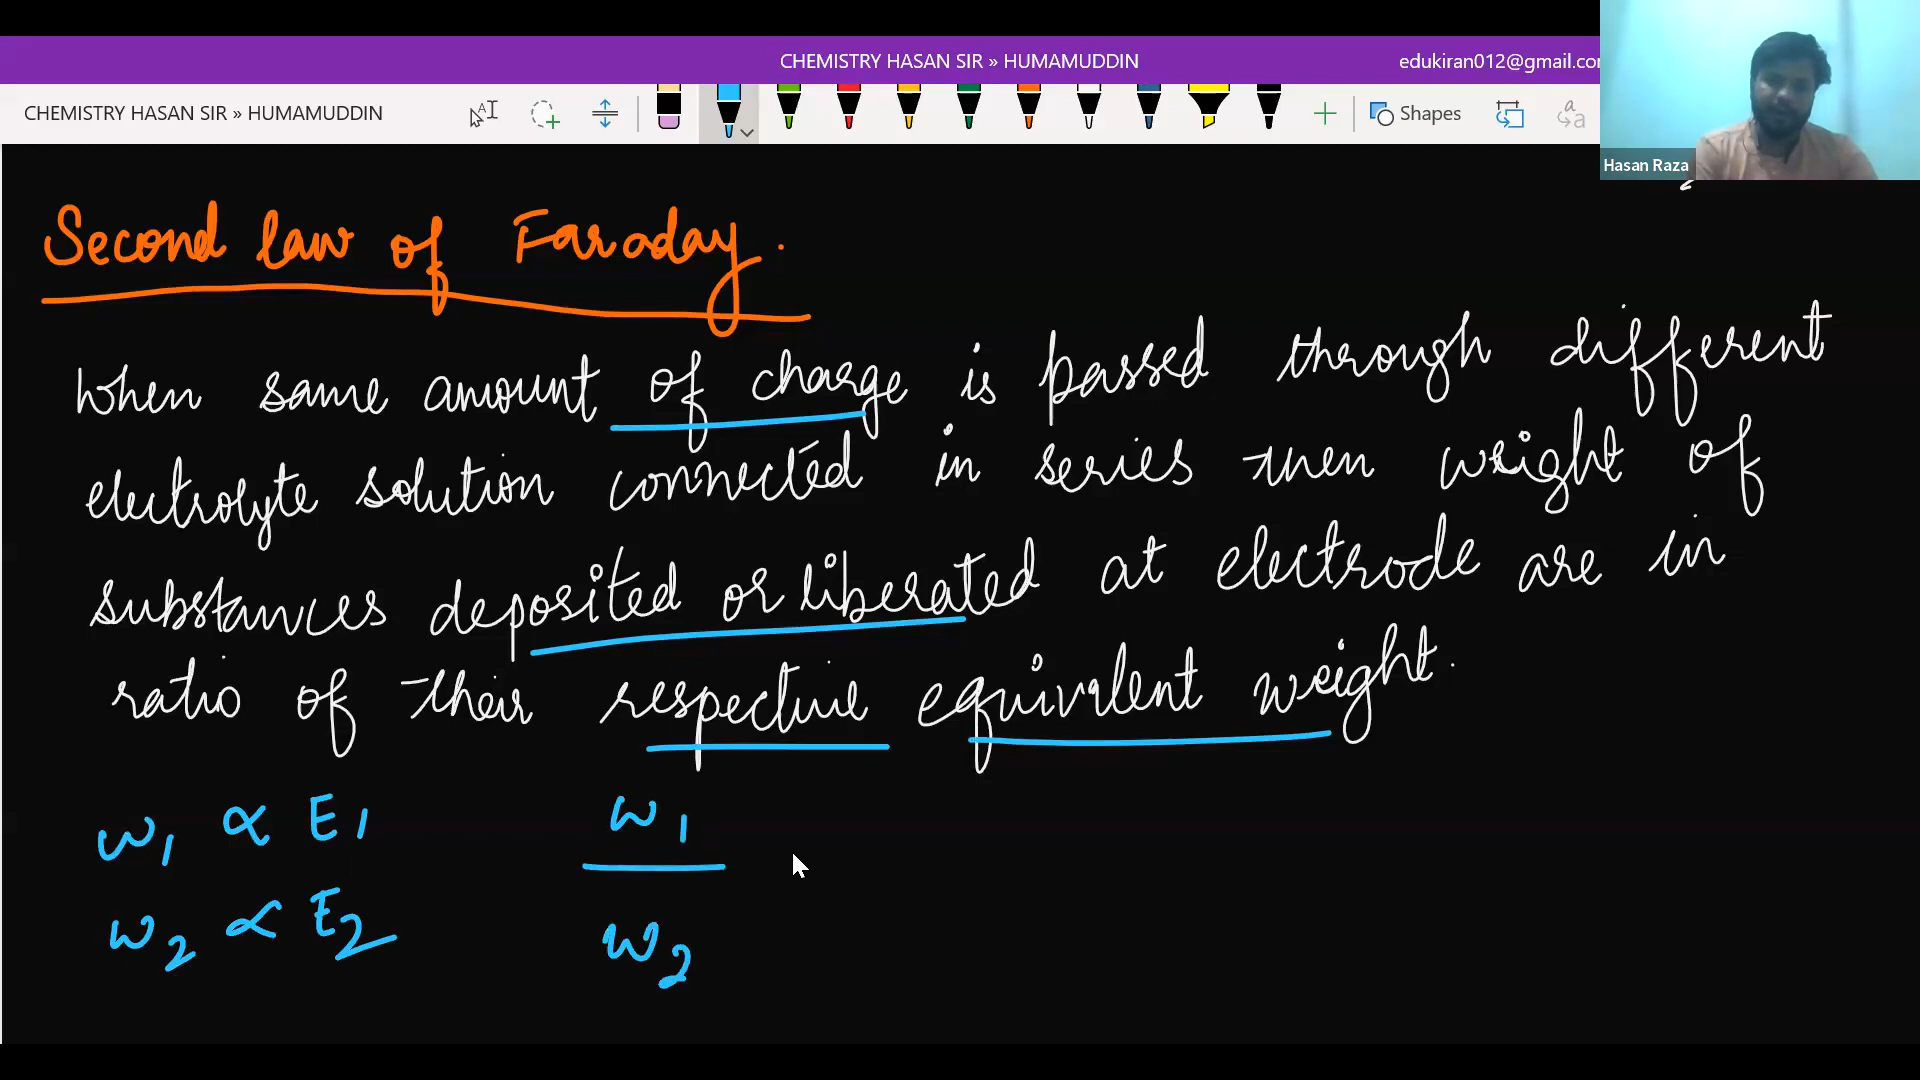 CHEMISTRY HASAN SIR » HUMAMUDDIN
edukiran012@gmail.co
CHEMISTRY HASAN SIR » HUMAMUDDIN
Shapes
Hasan Raza
Second law of Faraday.
When same amount of charge is passed through different
electrolyte solution connected in series then weight of
substances deposited or liberated at electrode are in
ratio of their respective equivalent weight.
w1 ∝ E1
w2 ∝ E2
w1
w2